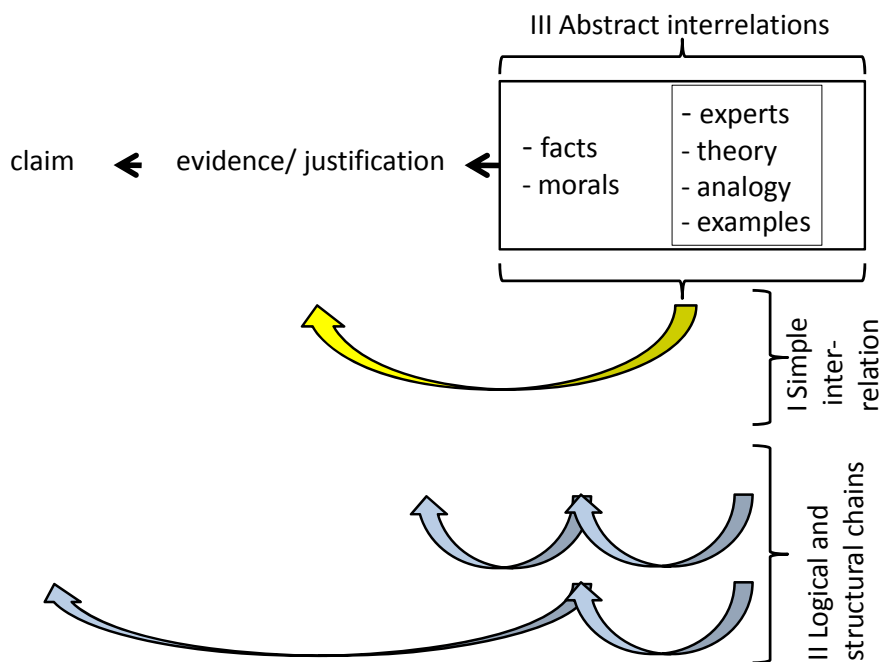 III Abstract interrelations
claim
evidence/ justification
- facts
- morals
- experts
- theory
- analogy
- examples
I Simple
inter-
relation
II Logical and
structural chains